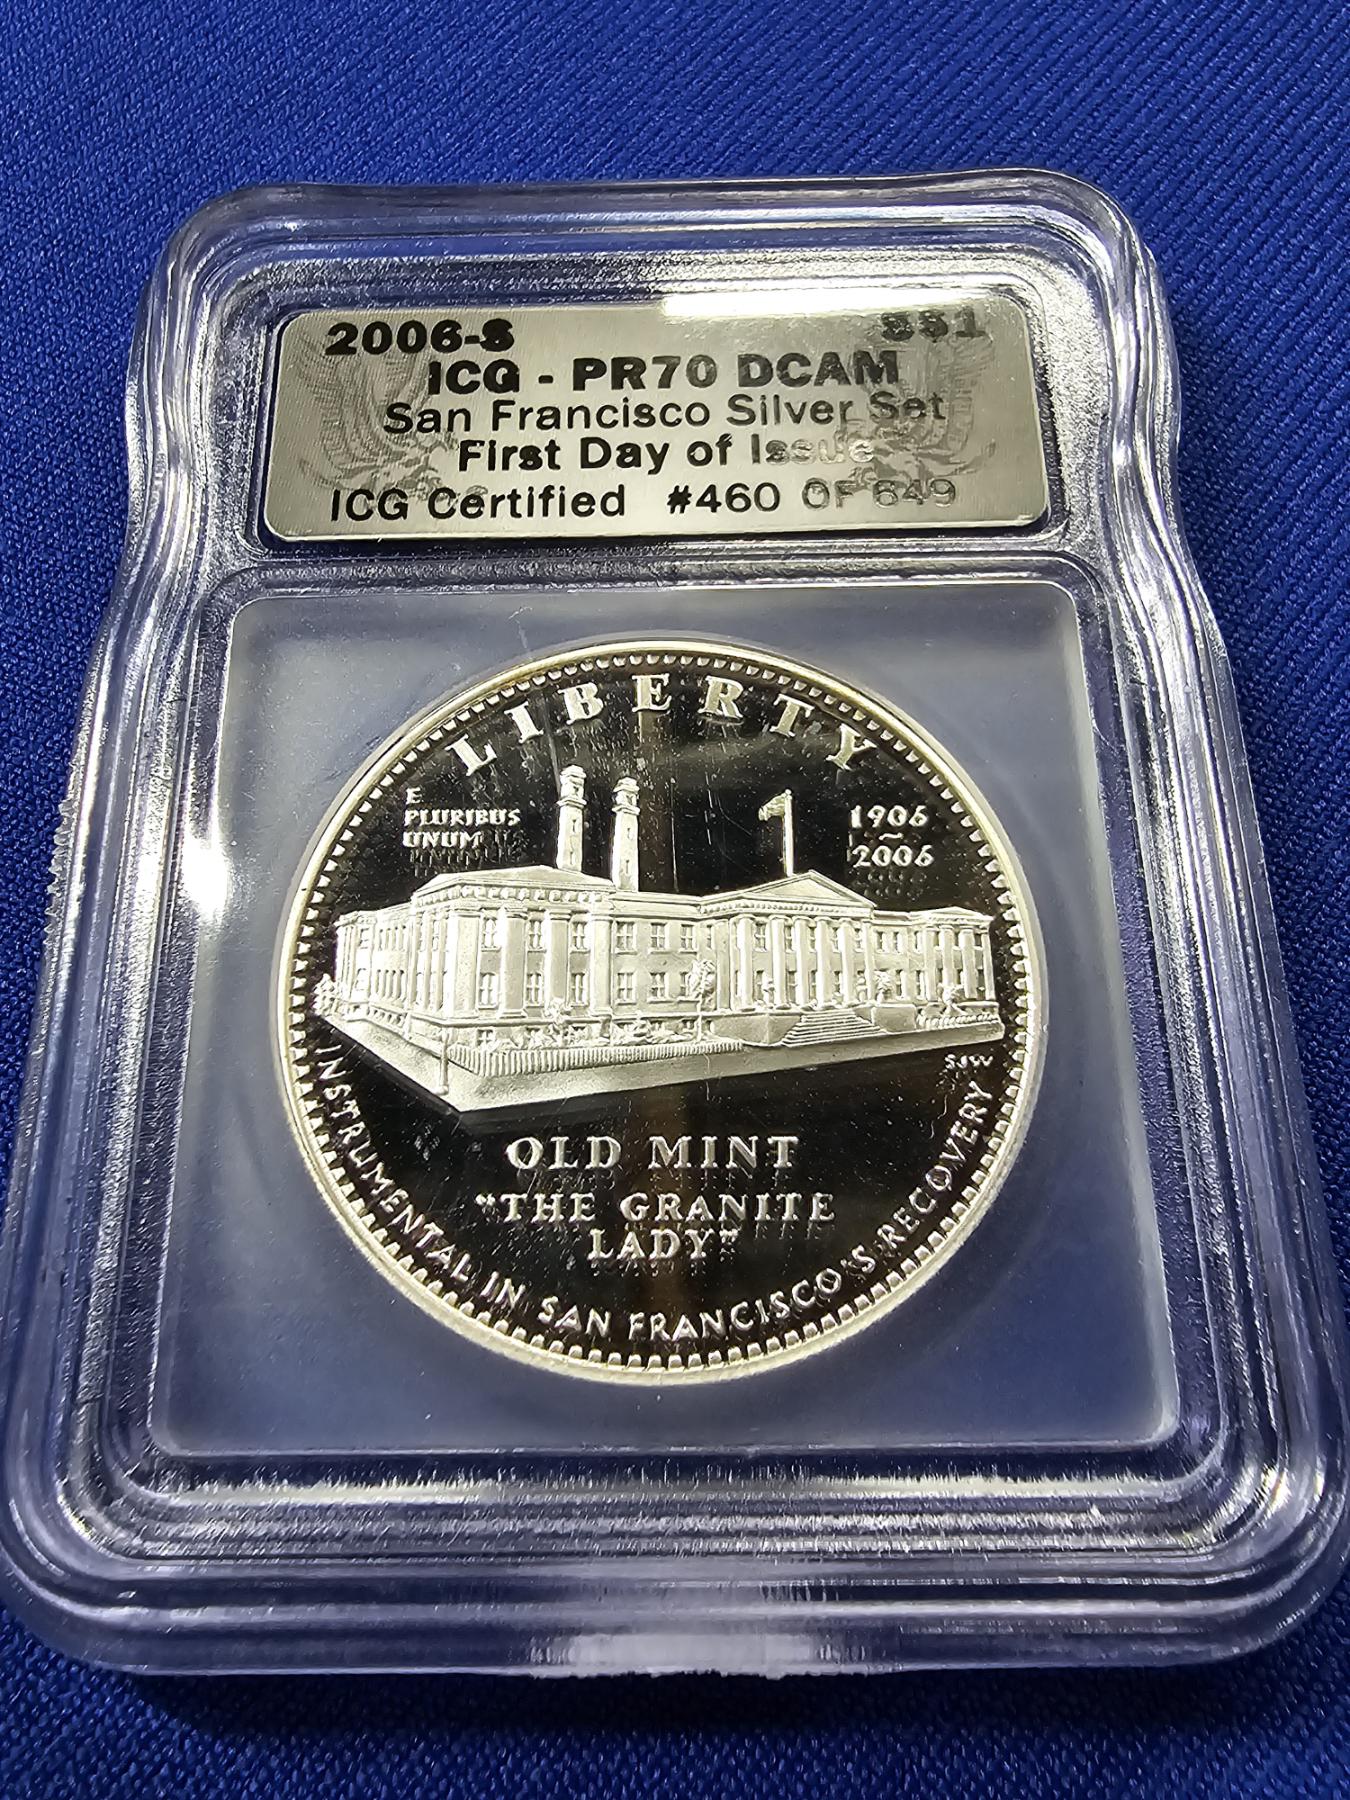 2006-S S$1
ICG - PR70 DCAM
San Francisco Silver Set
First Day of Issue
ICG Certified #460 OF 649
LIBERTY
E
PLURIBUS
UNUM
1906
~
2006
SJW
OLD MINT
"THE GRANITE
LADY"
INSTRUMENTAL IN SAN FRANCISCO'S RECOVERY